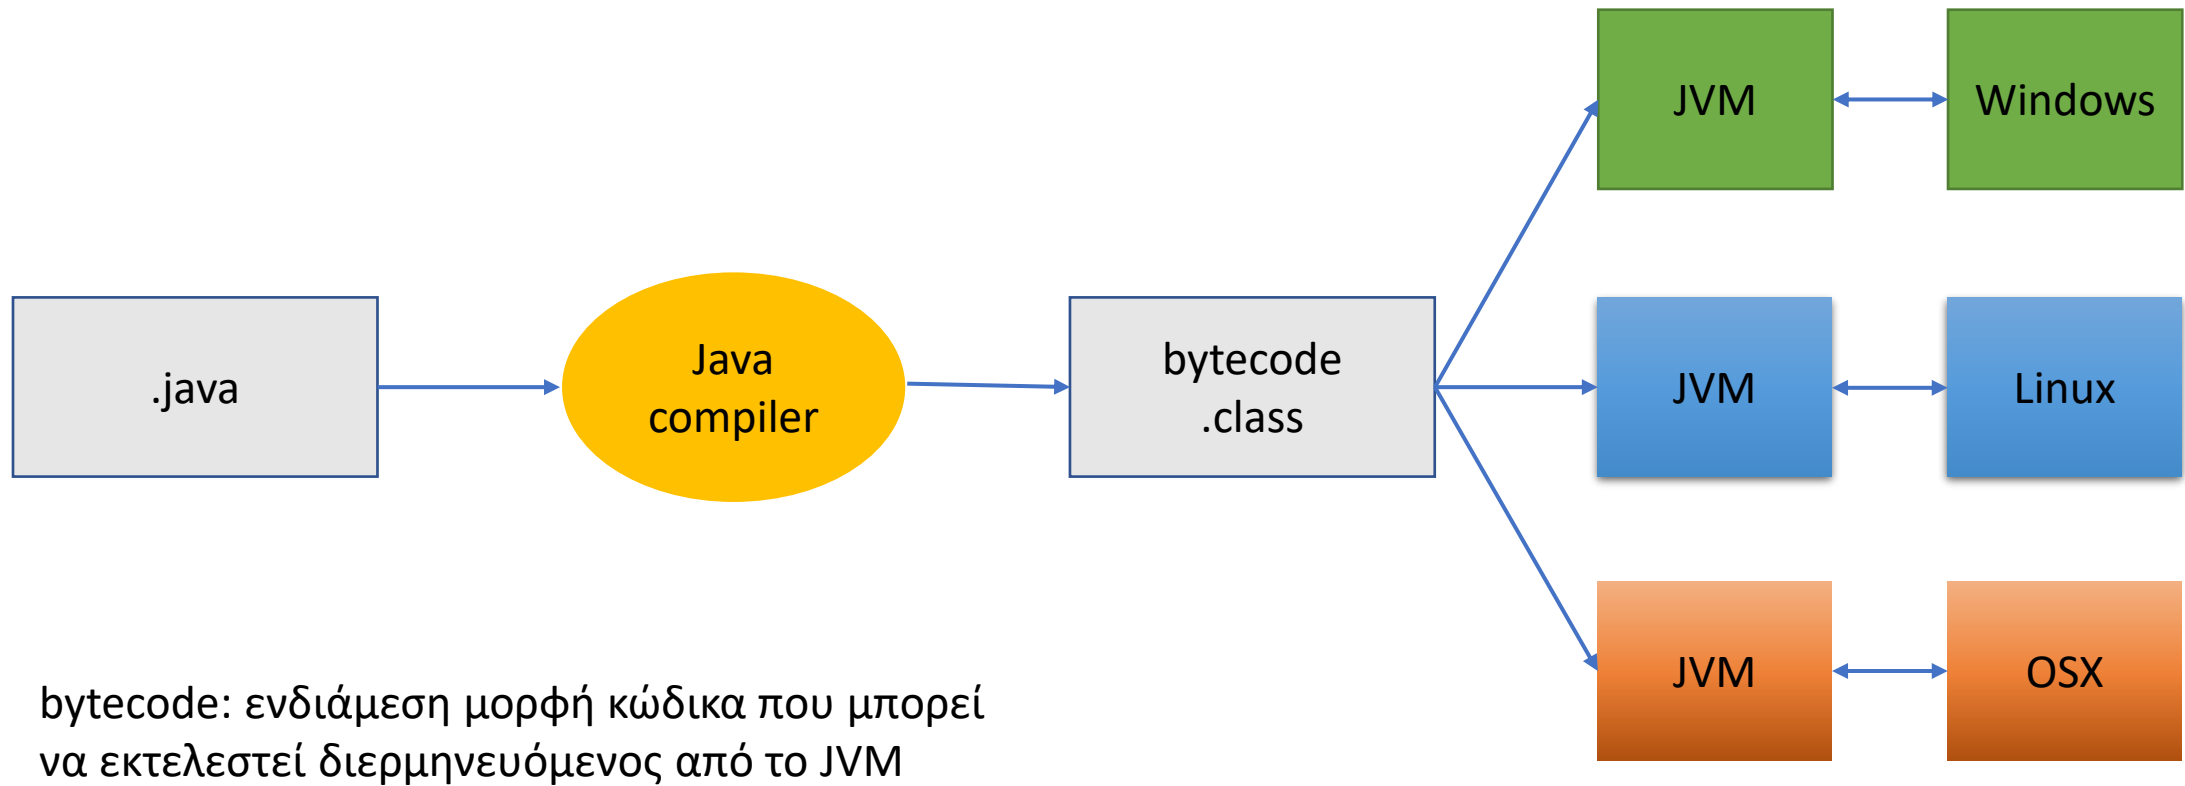 .java
Java
compiler
bytecode
.class
JVM
Windows
JVM
Linux
JVM
OSX
bytecode: ενδιάμεση μορφή κώδικα που μπορεί
να εκτελεστεί διερμηνευόμενος από το JVM